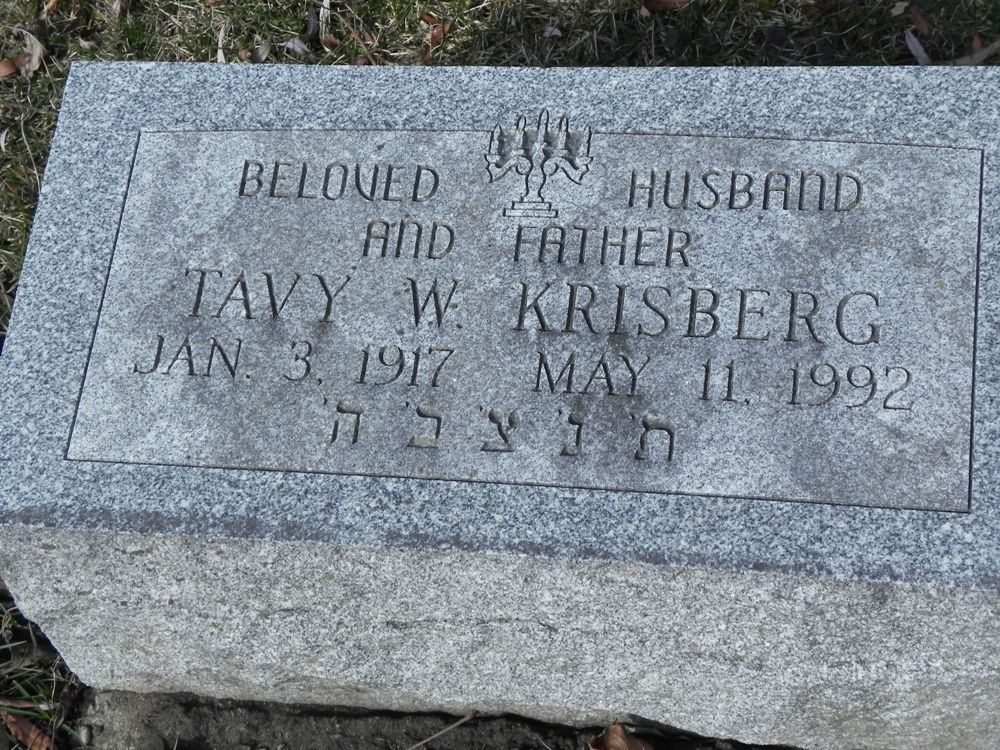 BELOVED HUSBAND
AND FATHER
TAVY W. KRISBERG
JAN. 3, 1917 MAY 11, 1992
ת' נ' צ' ב' ה'